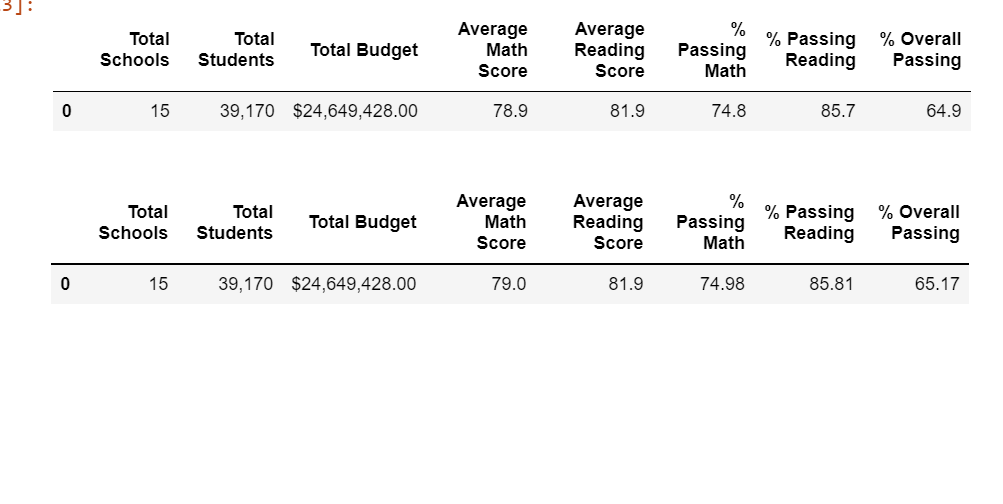 3]:
Total Schools Total Students Total Budget Average Math Score Average Reading Score % Passing Math % Passing Reading % Overall Passing
0 15 39,170 $24,649,428.00 78.9 81.9 74.8 85.7 64.9
Total Schools Total Students Total Budget Average Math Score Average Reading Score % Passing Math % Passing Reading % Overall Passing
0 15 39,170 $24,649,428.00 79.0 81.9 74.98 85.81 65.17